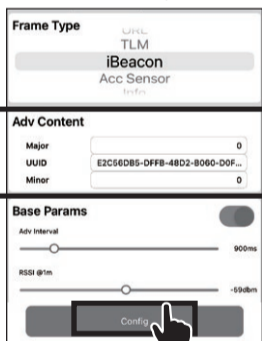 Frame Type
URL
TLM
iBeacon
Acc Sensor
Info
Adv Content
Major 0
UUID E2C56DB5-DFFB-48D2-B060-D0F...
Minor 0
Base Params
Adv Interval
900ms
RSSI @1m
-59dbm
Config